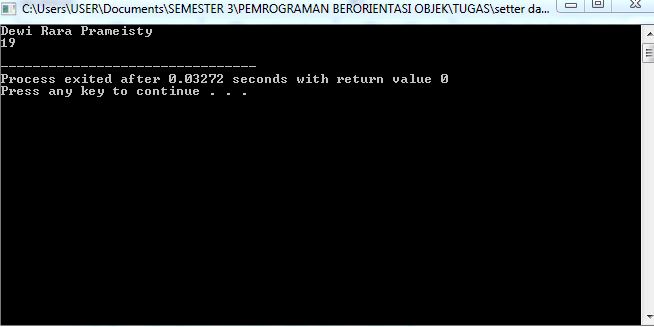 C:\Users\USER\Documents\SEMESTER 3\PEMROGRAMAN BERORIENTASI OBJEK\TUGAS\setter da...
Dewi Rara Prameisty
19
--------------------------------
Process exited after 0.03272 seconds with return value 0
Press any key to continue . . .